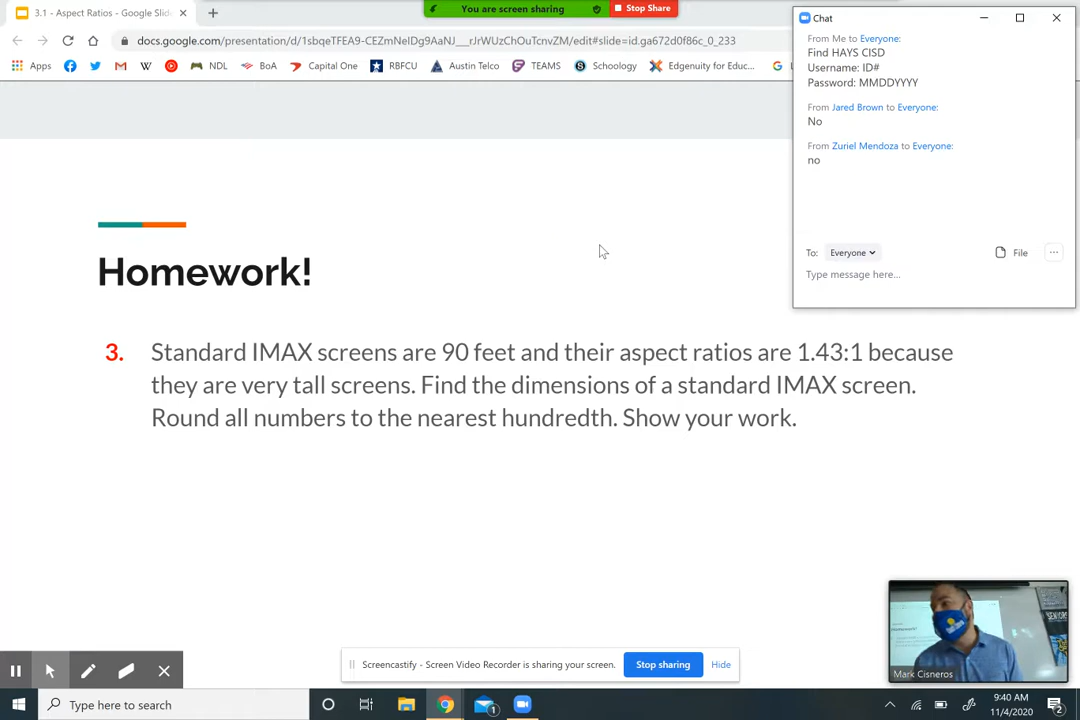 3.1 - Aspect Ratios - Google Slid
You are screen sharing
Stop Share
docs.google.com/presentation/d/1sbqeTFEA9-CEZmNelDg9AaNJ__rJrWUzChOuTcnvZM/edit#slide=id.ga672d0f86c_0_233
Apps
NDL
BoA
Capital One
RBFCU
Austin Telco
TEAMS
Schoology
Edgenuity for Educ...
Chat
From Me to Everyone:
Find HAYS CISD
Username: ID#
Password: MMDDYYYY
From Jared Brown to Everyone:
No
From Zuriel Mendoza to Everyone:
no
To: Everyone
File
Type message here...
Homework!
3. Standard IMAX screens are 90 feet and their aspect ratios are 1.43:1 because
they are very tall screens. Find the dimensions of a standard IMAX screen.
Round all numbers to the nearest hundredth. Show your work.
Mark Cisneros
Screencastify - Screen Video Recorder is sharing your screen.
Stop sharing
Hide
Type here to search
9:40 AM
11/4/2020